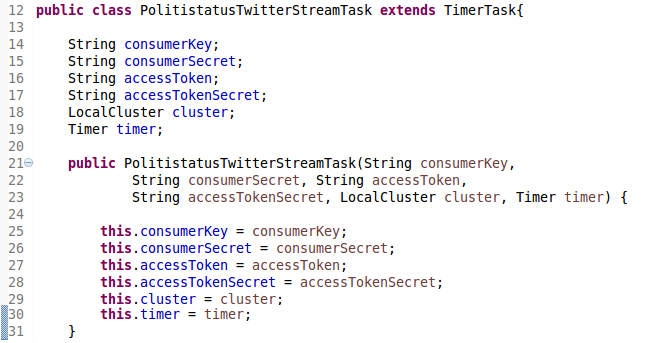 12 public class PolitistatusTwitterStreamTask extends TimerTask{
13
14     String consumerKey;
15     String consumerSecret;
16     String accessToken;
17     String accessTokenSecret;
18     LocalCluster cluster;
19     Timer timer;
20
21     public PolitistatusTwitterStreamTask(String consumerKey,
22             String consumerSecret, String accessToken,
23             String accessTokenSecret, LocalCluster cluster, Timer timer) {
24
25         this.consumerKey = consumerKey;
26         this.consumerSecret = consumerSecret;
27         this.accessToken = accessToken;
28         this.accessTokenSecret = accessTokenSecret;
29         this.cluster = cluster;
30         this.timer = timer;
31     }